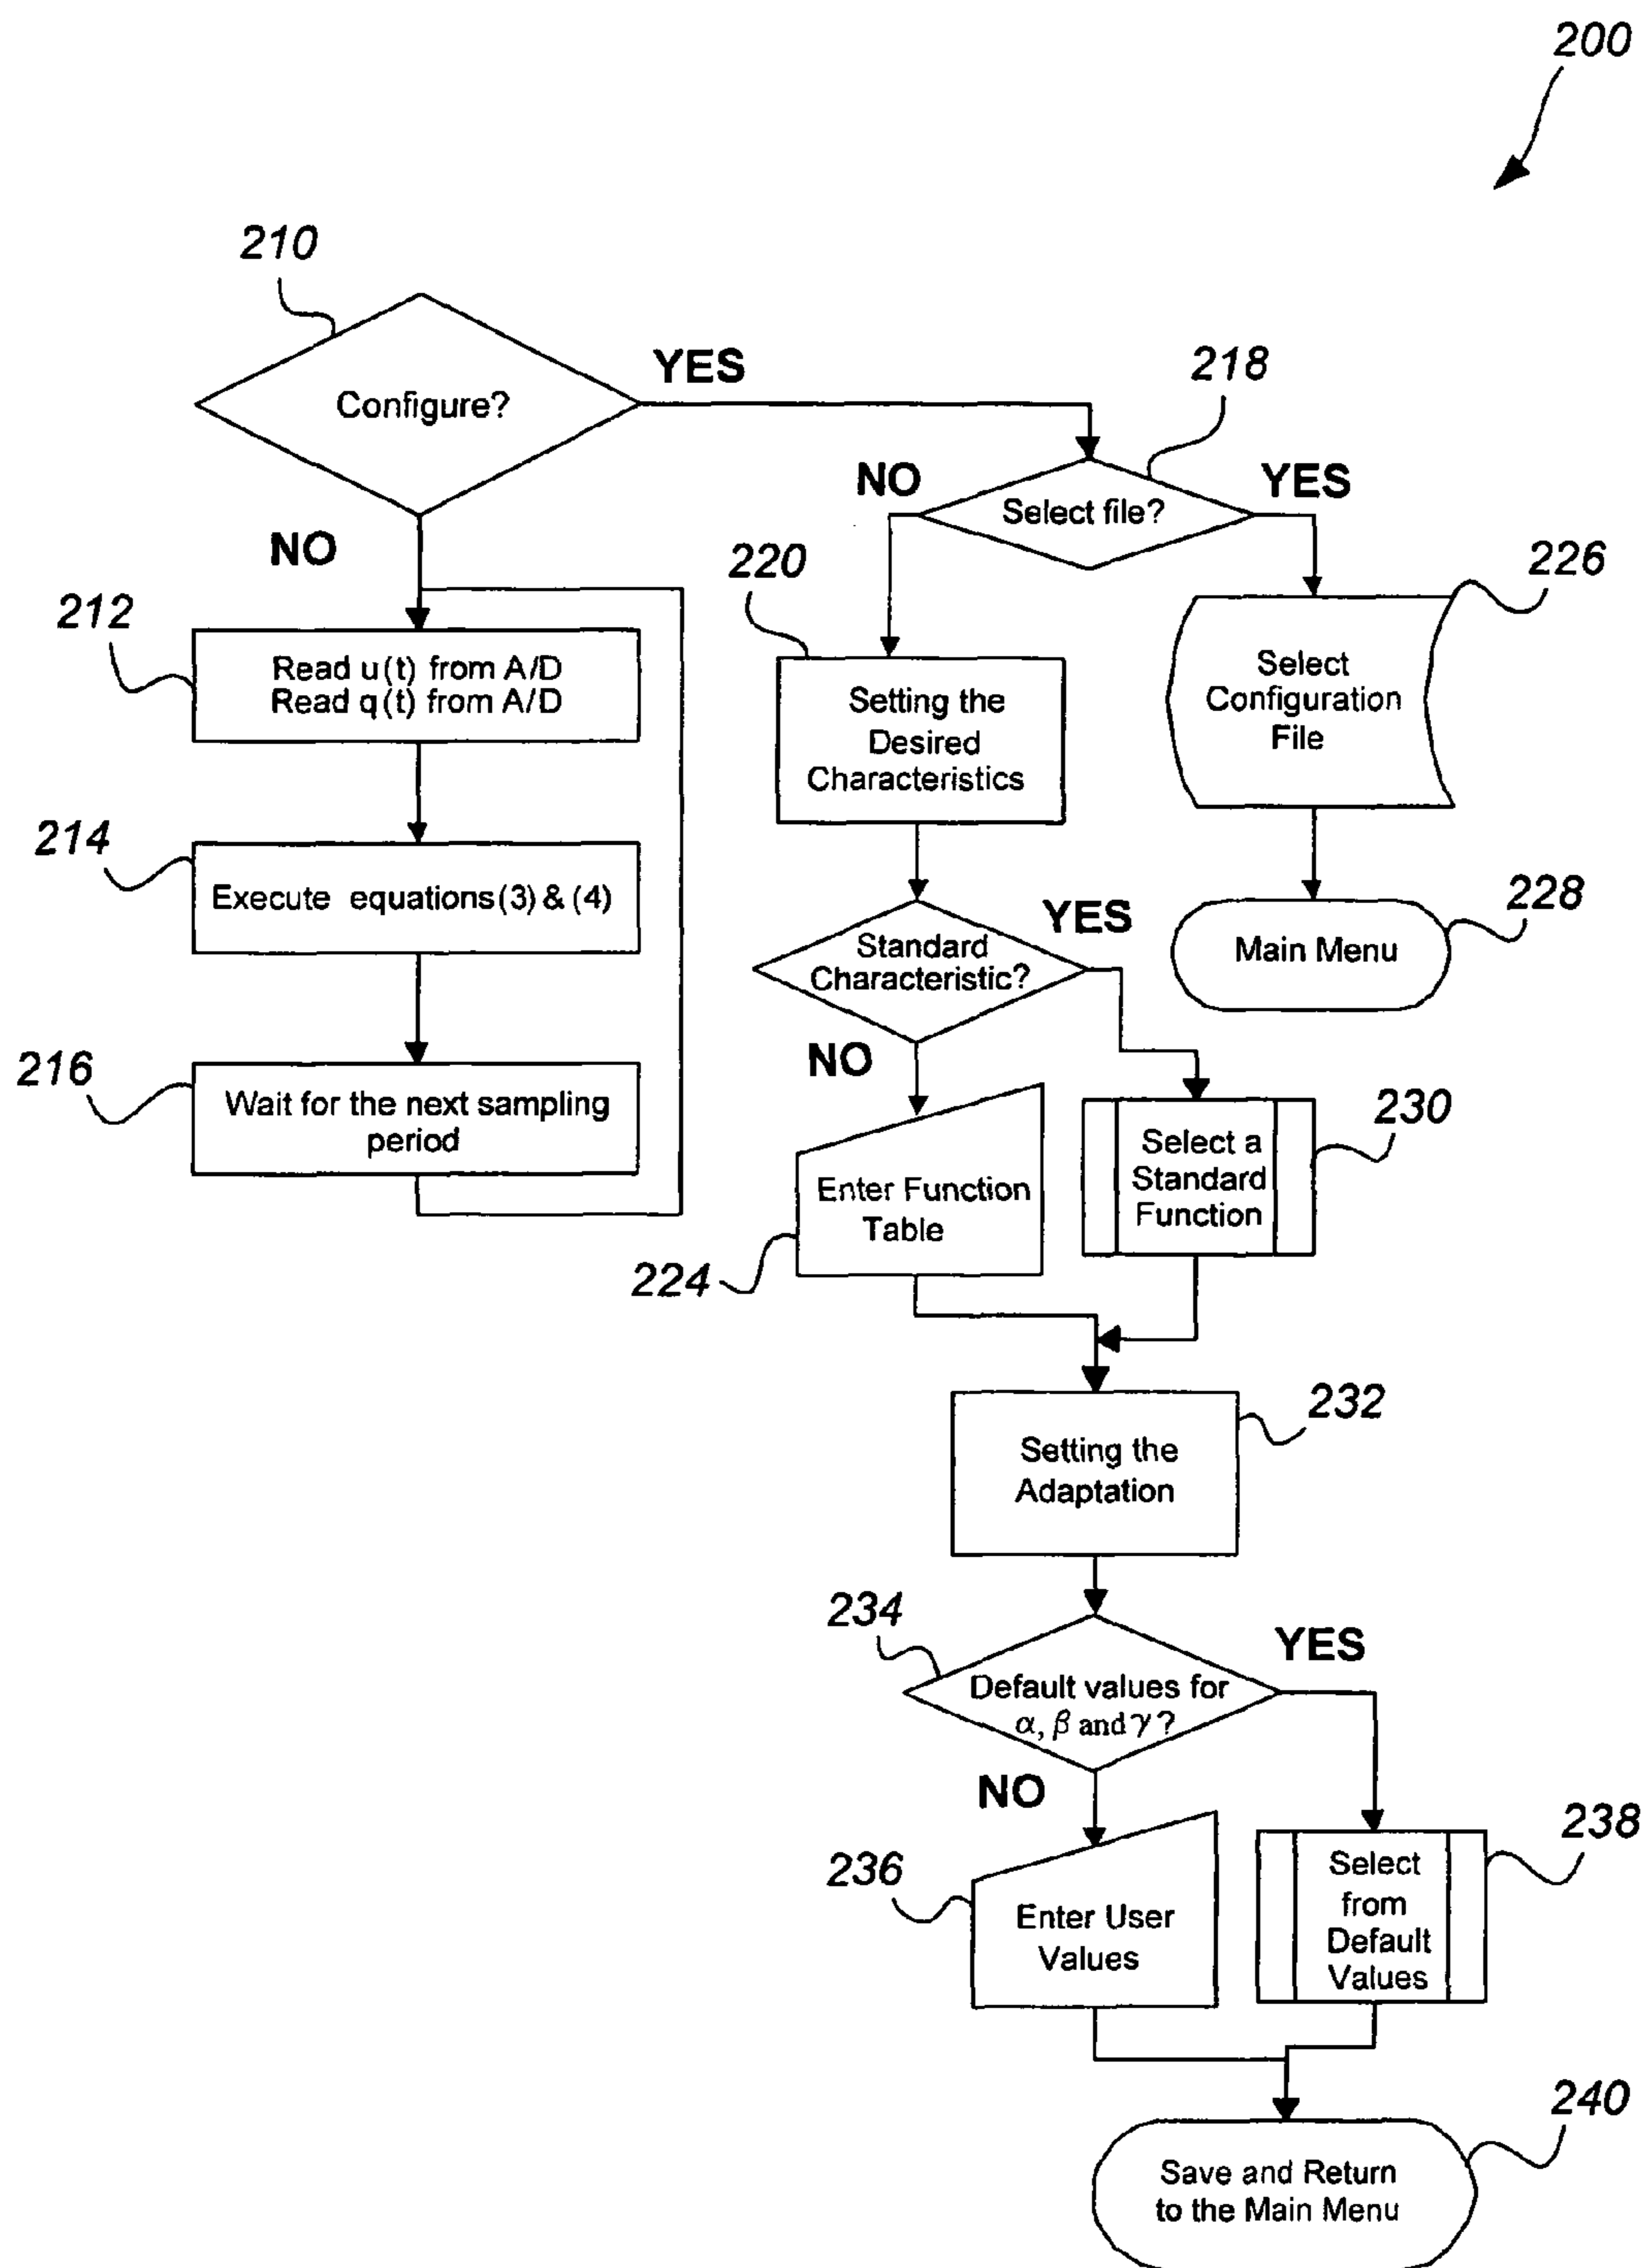 200
210
Configure?
YES
NO
218
Select file?
NO
YES
212
Read u(t) from A/D
Read q(t) from A/D
214
Execute equations (3) & (4)
216
Wait for the next sampling
period
220
Setting the
Desired
Characteristics
226
Select
Configuration
File
228
Main Menu
Standard
Characteristic?
YES
NO
224
Enter Function
Table
230
Select a
Standard
Function
232
Setting the
Adaptation
234
Default values for
α, β and γ ?
YES
NO
236
Enter User
Values
238
Select
from
Default
Values
240
Save and Return
to the Main Menu